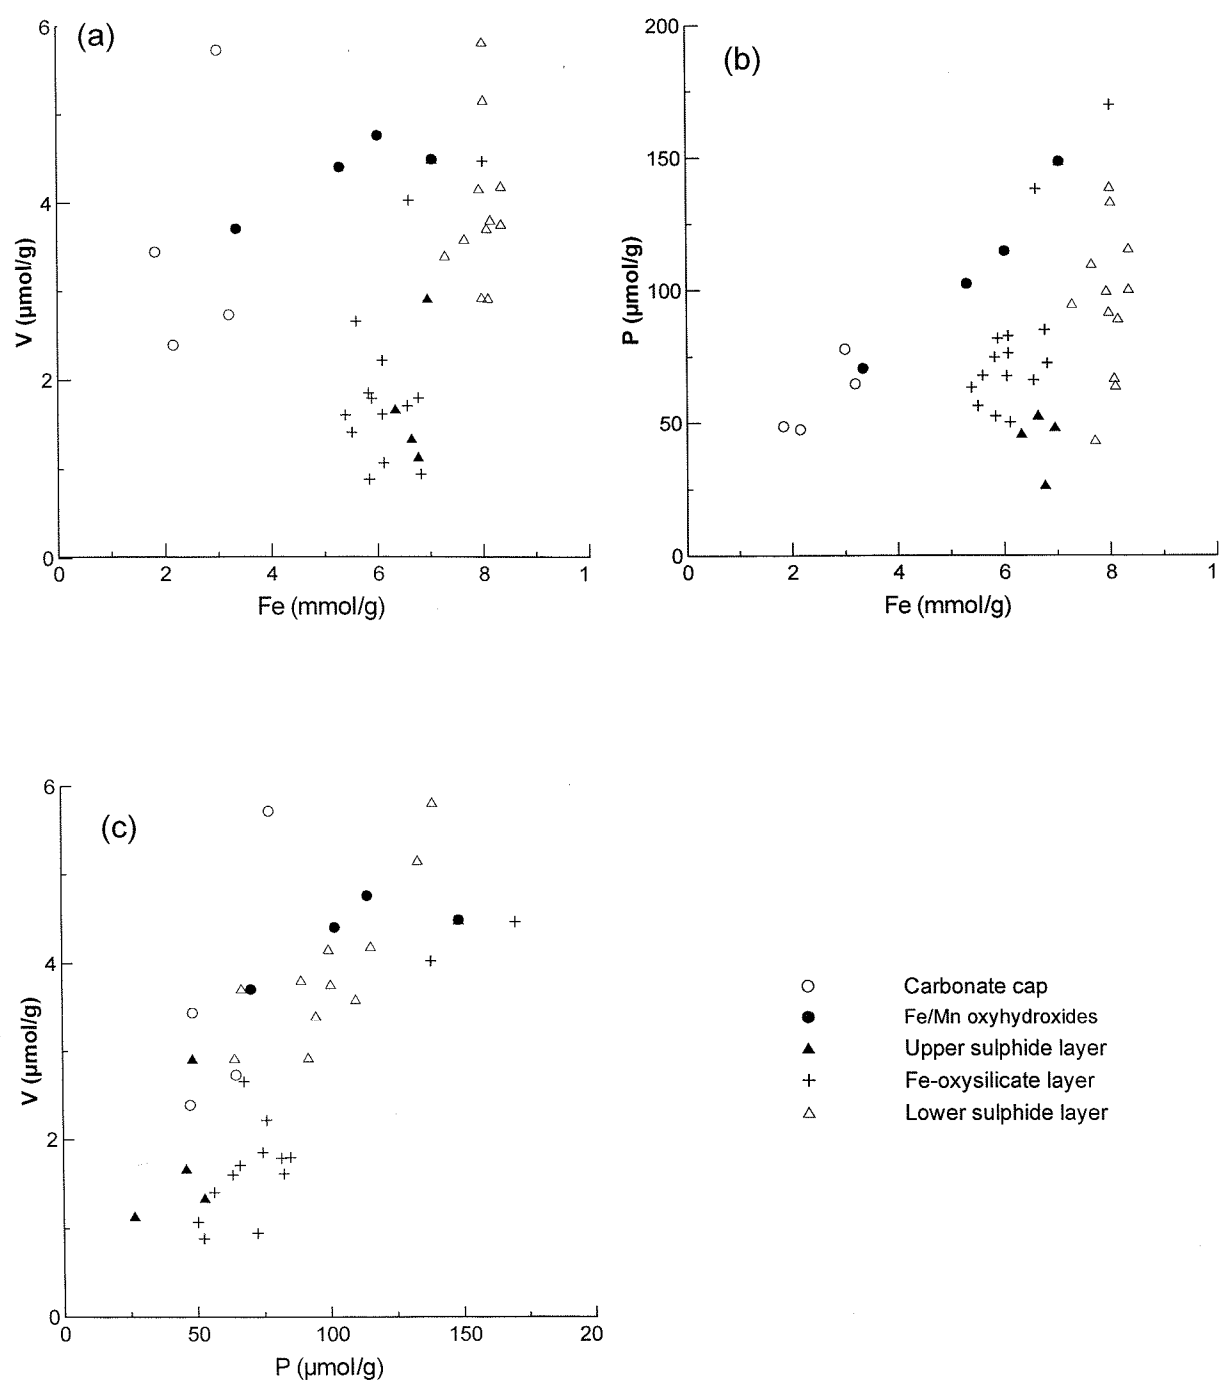 (a)
6
4
2
0
V (µmol/g)
0 2 4 6 8 1
Fe (mmol/g)
(b)
200
150
100
50
0
P (µmol/g)
0 2 4 6 8 1
Fe (mmol/g)
(c)
6
4
2
0
V (µmol/g)
0 50 100 150 20
P (µmol/g)
Carbonate cap
Fe/Mn oxyhydroxides
Upper sulphide layer
Fe-oxysilicate layer
Lower sulphide layer